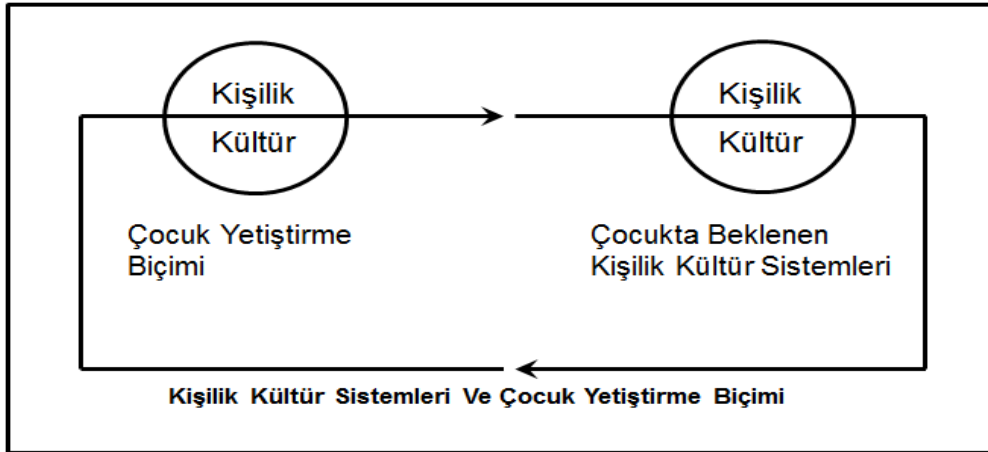 Kişilik
Kültür
Kişilik
Kültür
Çocuk Yetiştirme
Biçimi
Çocukta Beklenen
Kişilik Kültür Sistemleri
Kişilik Kültür Sistemleri Ve Çocuk Yetiştirme Biçimi